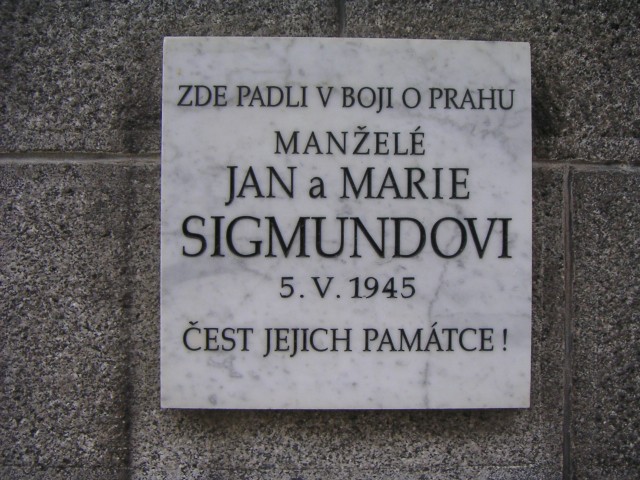 ZDE PADLI V BOJI O PRAHU
MANŽELÉ
JAN a MARIE
SIGMUNDOVI
5. V. 1945
ČEST JEJICH PAMÁTCE !